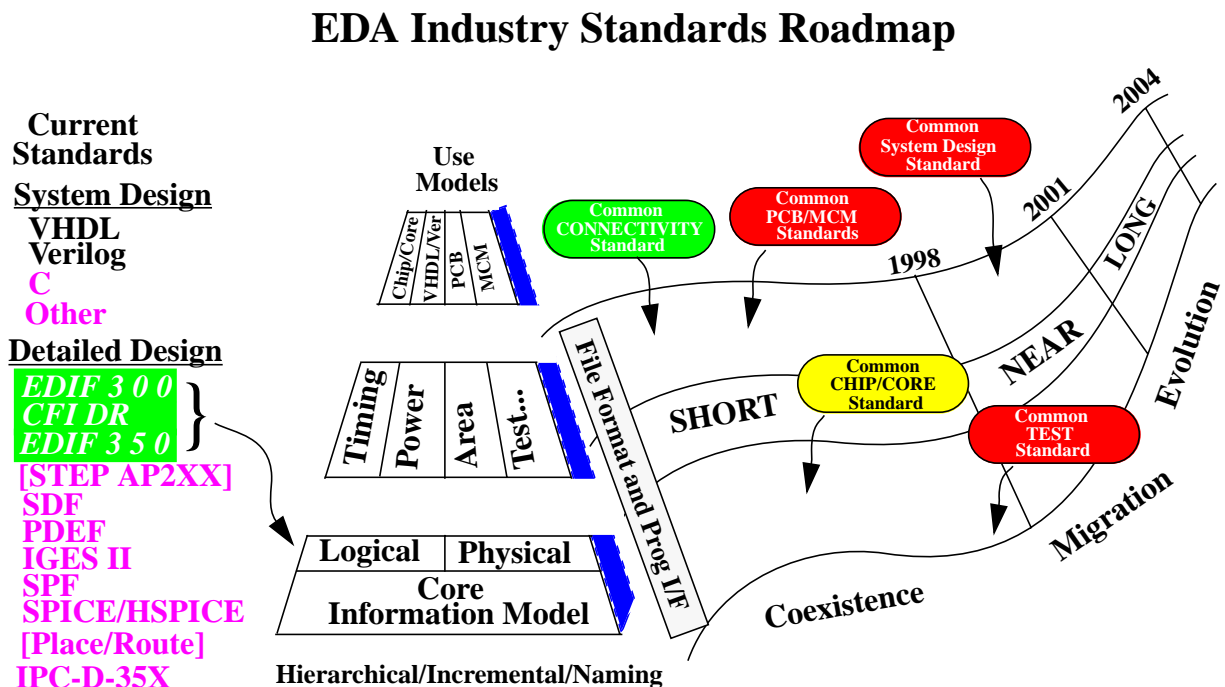 EDA Industry Standards Roadmap
Current
Standards
System Design
VHDL
Verilog
C
Other
Detailed Design
EDIF 3 0 0
CFI DR
EDIF 3 5 0
}
[STEP AP2XX]
SDF
PDEF
IGES II
SPF
SPICE/HSPICE
[Place/Route]
IPC-D-35X
Use
Models
Chip/Core
VHDL/Ver
PCB
MCM
Timing
Power
Area
Test...
Logical
Physical
Core
Information Model
Hierarchical/Incremental/Naming
File Format and Prog I/F
Common
CONNECTIVITY
Standard
Common
PCB/MCM
Standards
Common
System Design
Standard
Common
CHIP/CORE
Standard
Common
TEST
Standard
1998
2001
2004
SHORT
NEAR
LONG
Coexistence
Migration
Evolution